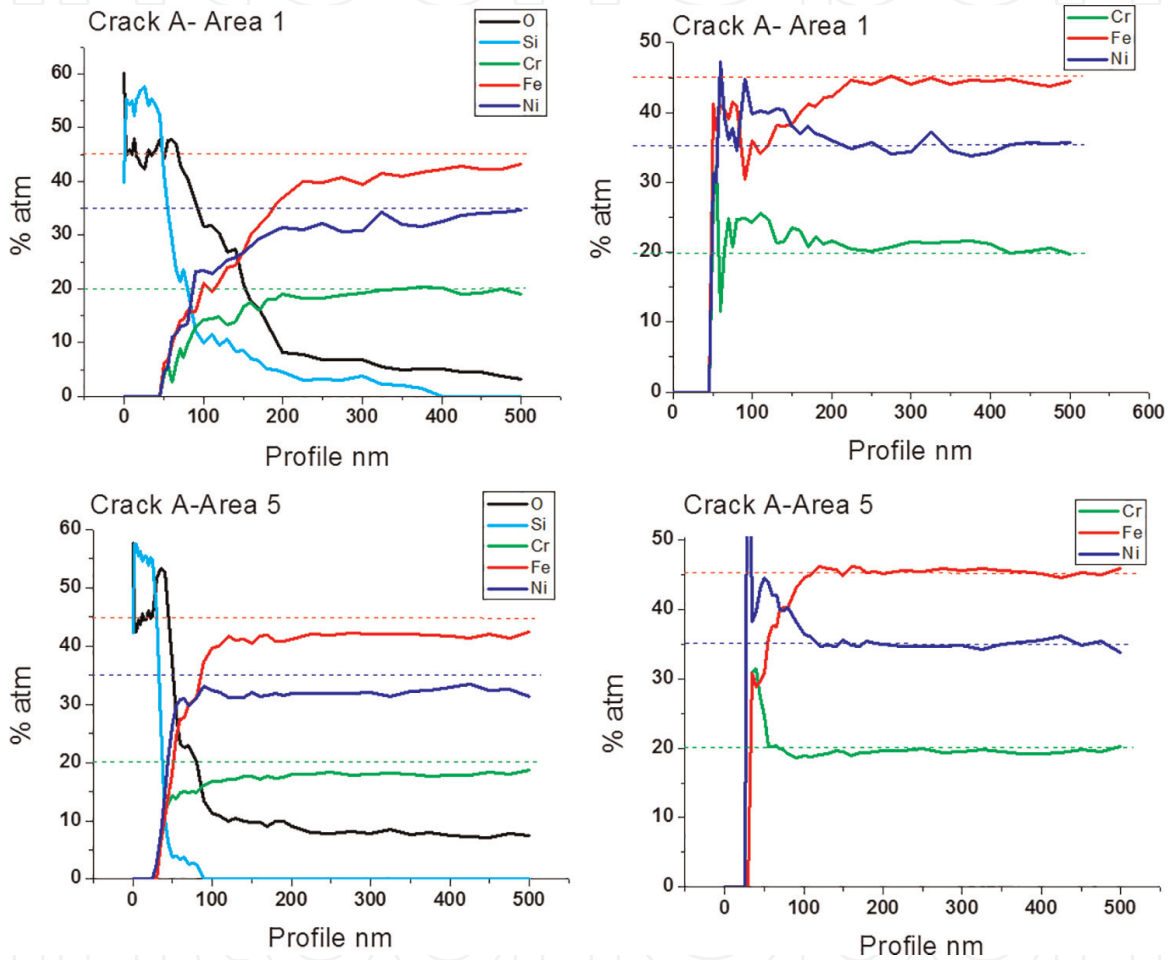 Crack A- Area 1
O
Si
Cr
Fe
Ni
60
50
40
30
20
10
0
% atm
0 100 200 300 400 500
Profile nm
Crack A- Area 1
Cr
Fe
Ni
50
40
30
20
10
0
% atm
0 100 200 300 400 500 600
Profile nm
Crack A-Area 5
O
Si
Cr
Fe
Ni
60
50
40
30
20
10
0
% atm
0 100 200 300 400 500
Profile nm
Crack A-Area 5
Cr
Fe
Ni
50
40
30
20
10
0
% atm
0 100 200 300 400 500
Profile nm